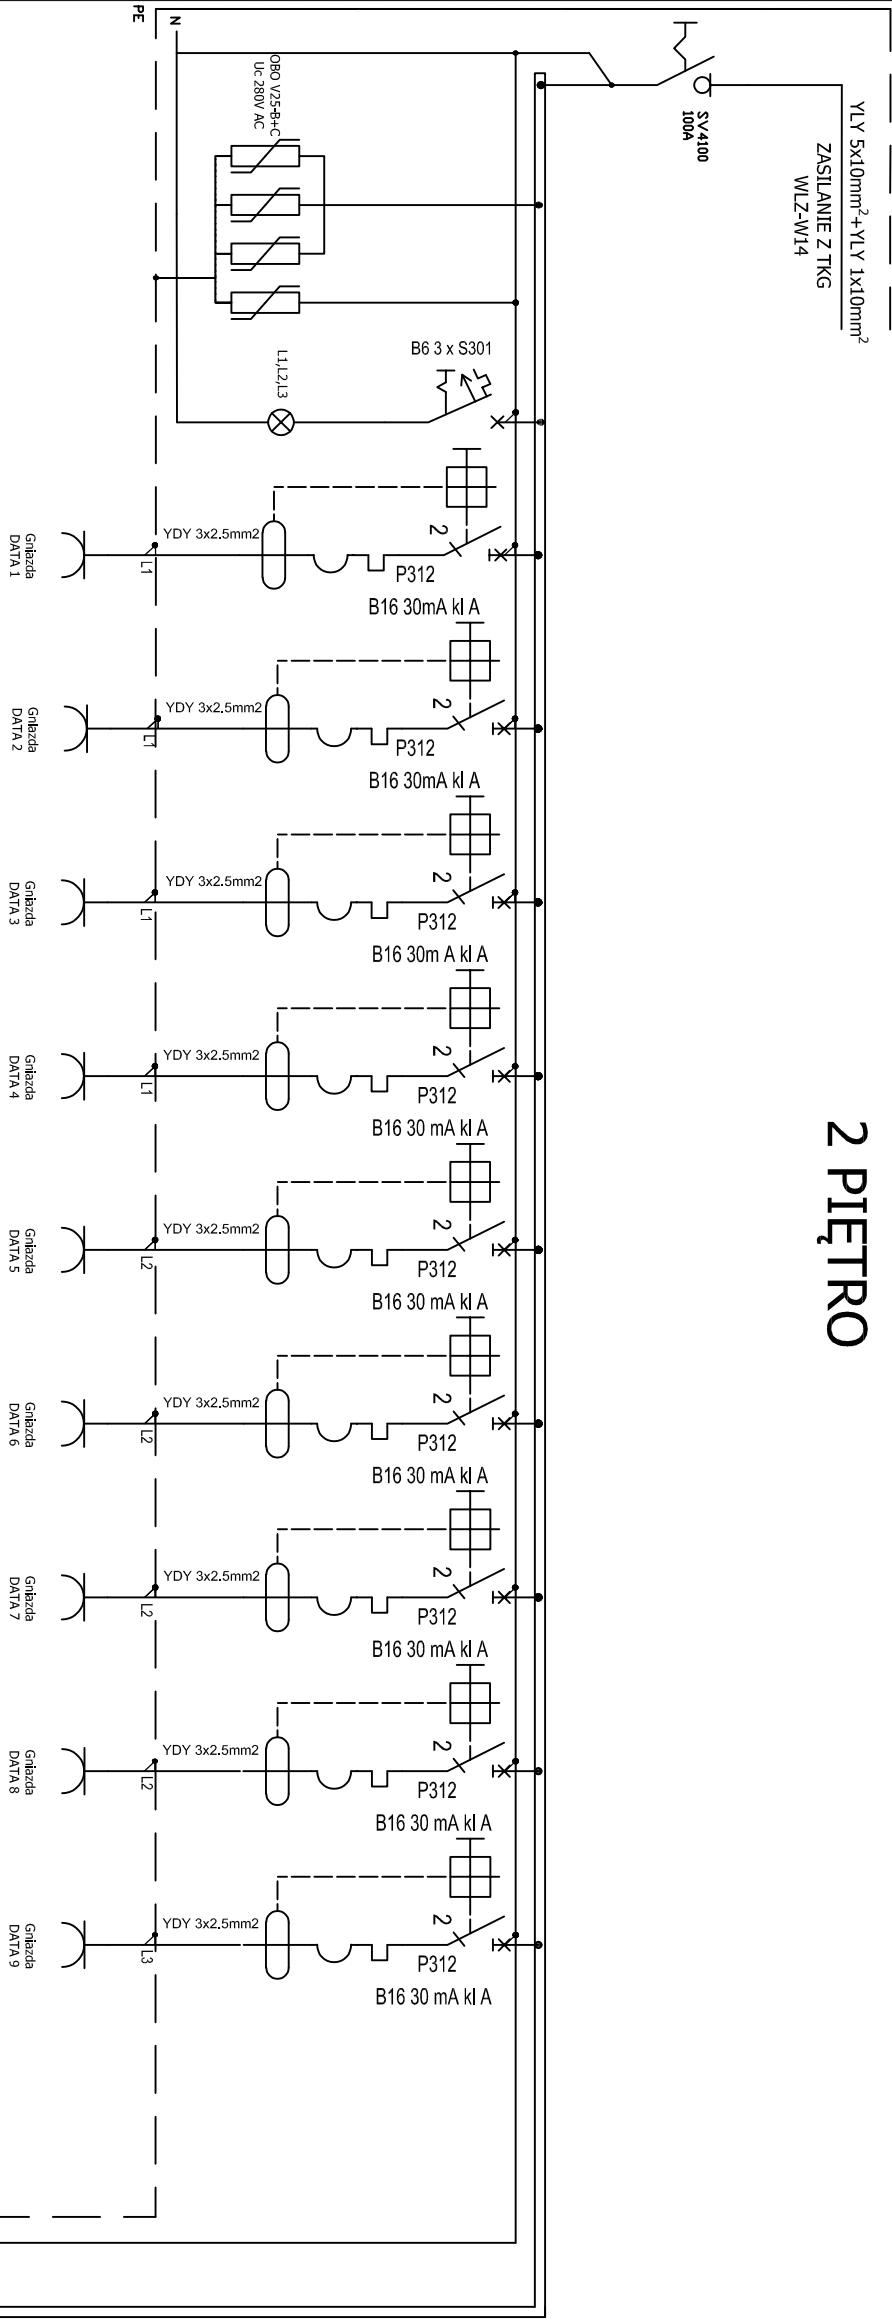 PE
N
YLY 5x10mm²+YLY 1x10mm²
ZASILANIE Z TKG
WLZ-W14
SV4100
100A
OBO V25-B+C
Uc 280V AC
B6 3 x S301
L1,L2,L3
2 PIĘTRO
YDY 3x2.5mm2
2
P312
B16 30mA kl A
L1
Gniazda
DATA 1
YDY 3x2.5mm2
2
P312
B16 30mA kl A
L1
Gniazda
DATA 2
YDY 3x2.5mm2
2
P312
B16 30m A kl A
L1
Gniazda
DATA 3
YDY 3x2.5mm2
2
P312
B16 30 mA kl A
L1
Gniazda
DATA 4
YDY 3x2.5mm2
2
P312
B16 30 mA kl A
L2
Gniazda
DATA 5
YDY 3x2.5mm2
2
P312
B16 30 mA kl A
L2
Gniazda
DATA 6
YDY 3x2.5mm2
2
P312
B16 30 mA kl A
L2
Gniazda
DATA 7
YDY 3x2.5mm2
2
P312
B16 30 mA kl A
L2
Gniazda
DATA 8
YDY 3x2.5mm2
2
P312
B16 30 mA kl A
L3
Gniazda
DATA 9